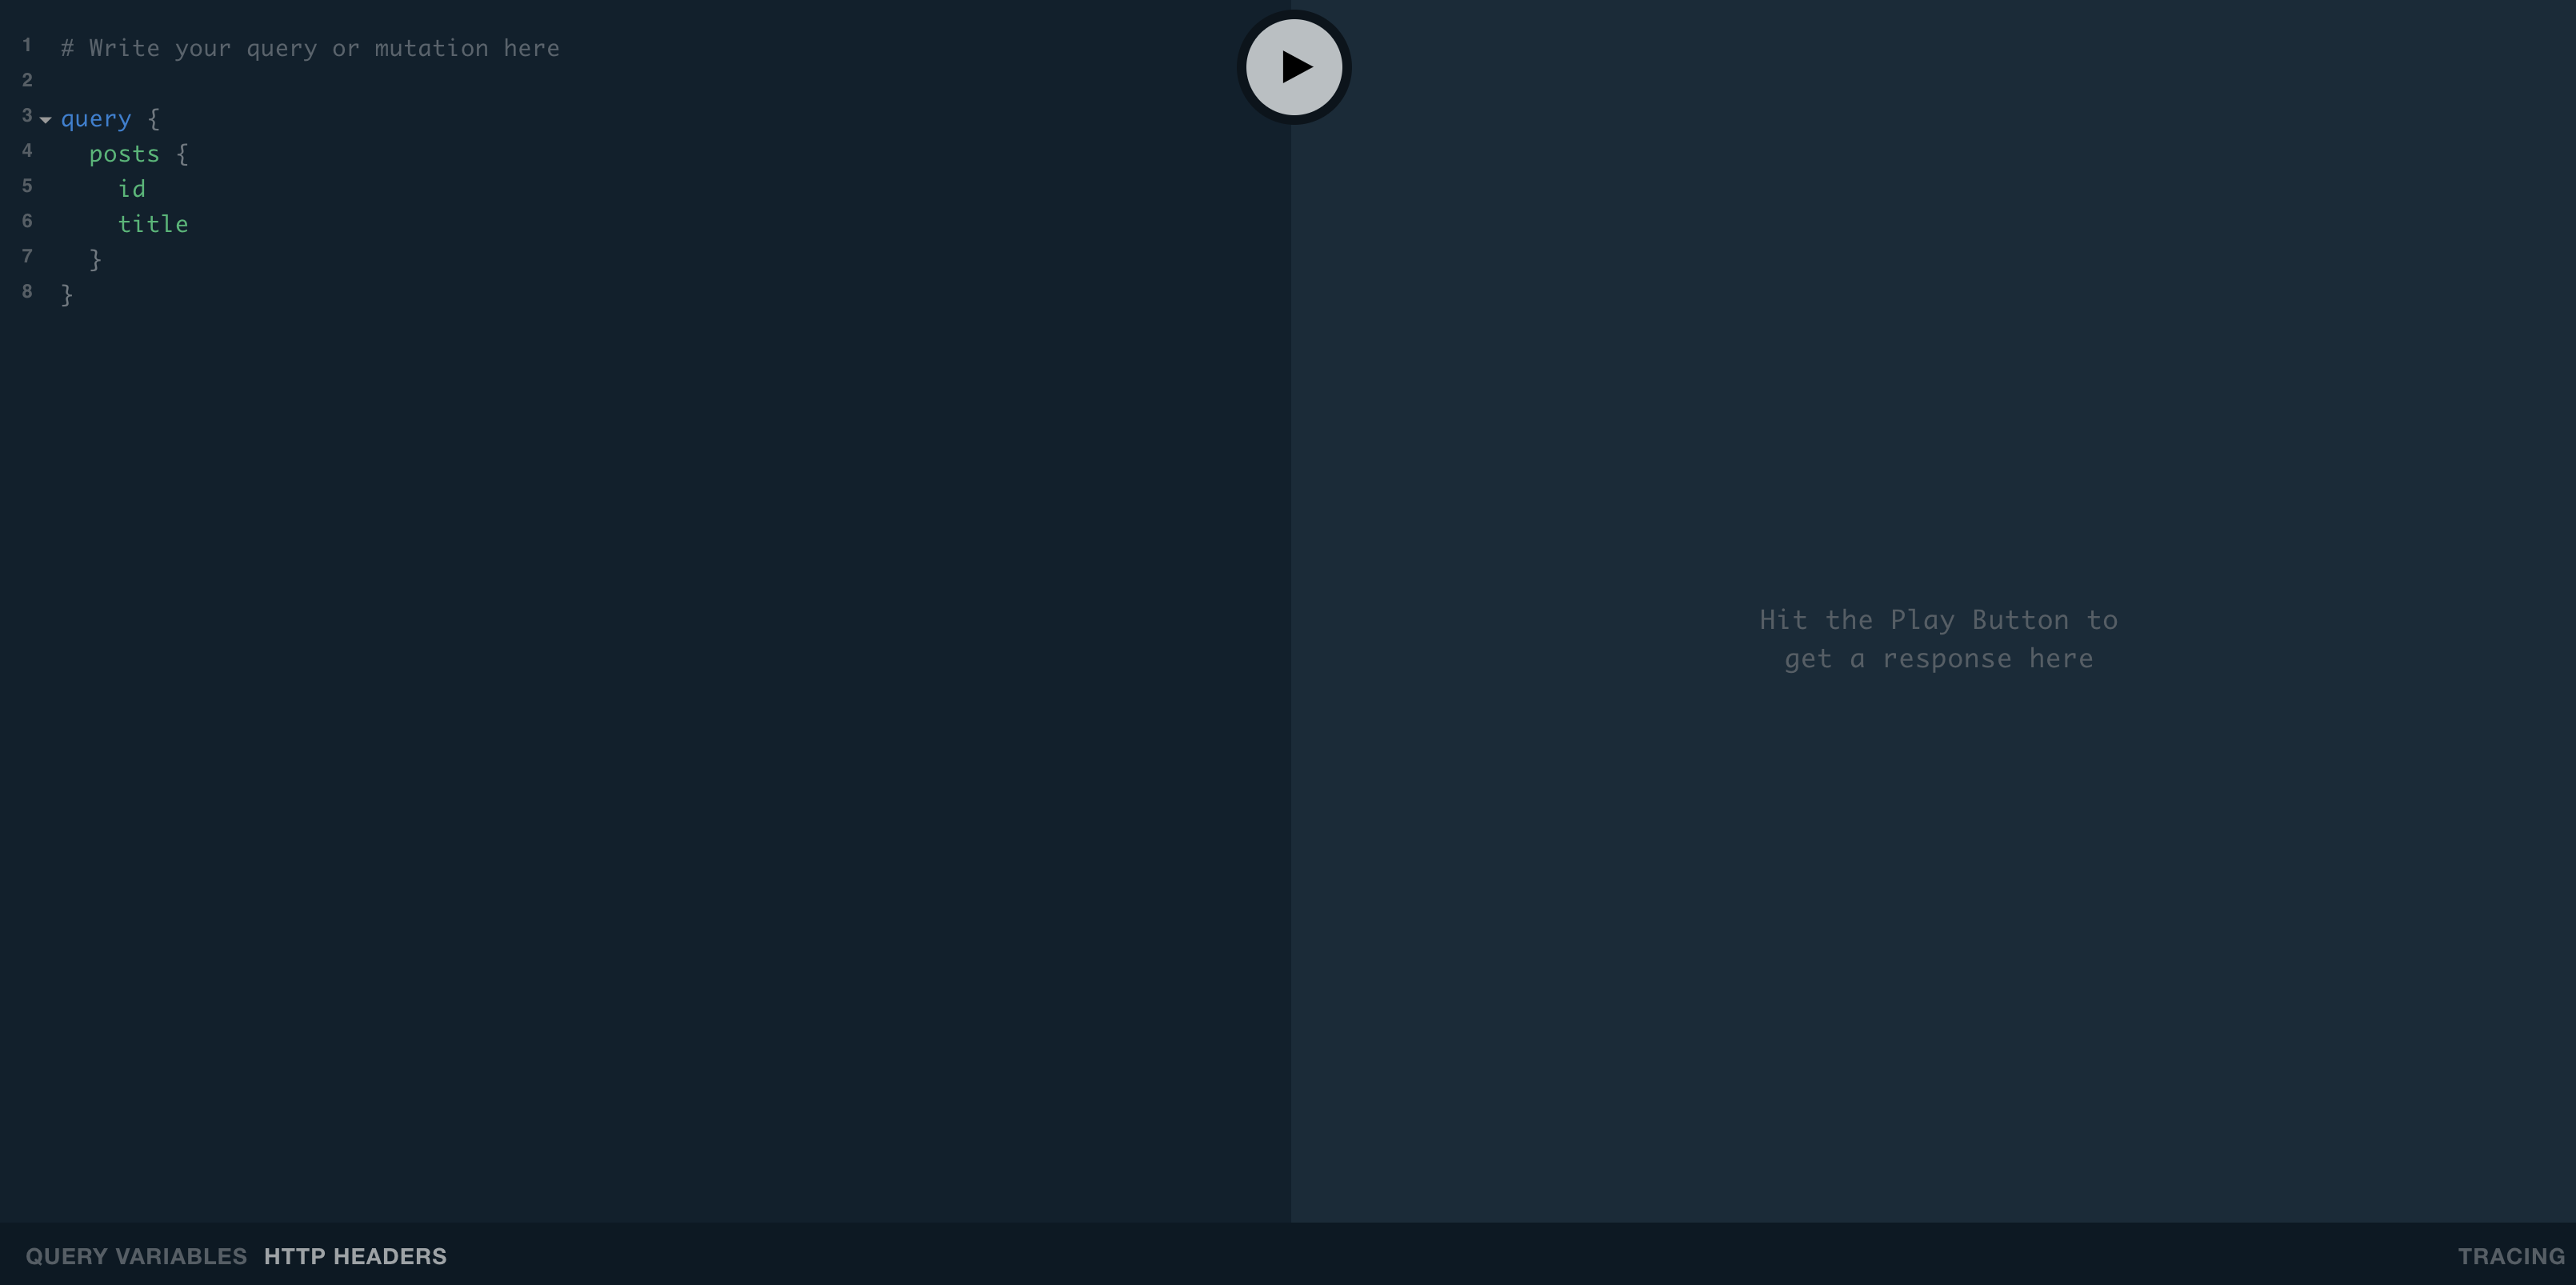 1 # Write your query or mutation here
2
3 query {
4 posts {
5 id
6 title
7 }
8 }
Hit the Play Button to
get a response here
QUERY VARIABLES HTTP HEADERS
TRACING